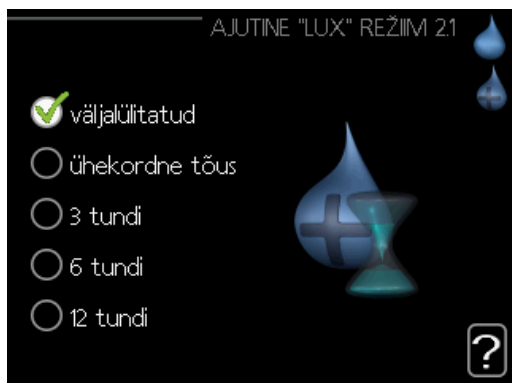 AJUTINE "LUX" REŽIIM 2.1
väljalülitatud
ühekordne tõus
3 tundi
6 tundi
12 tundi
?